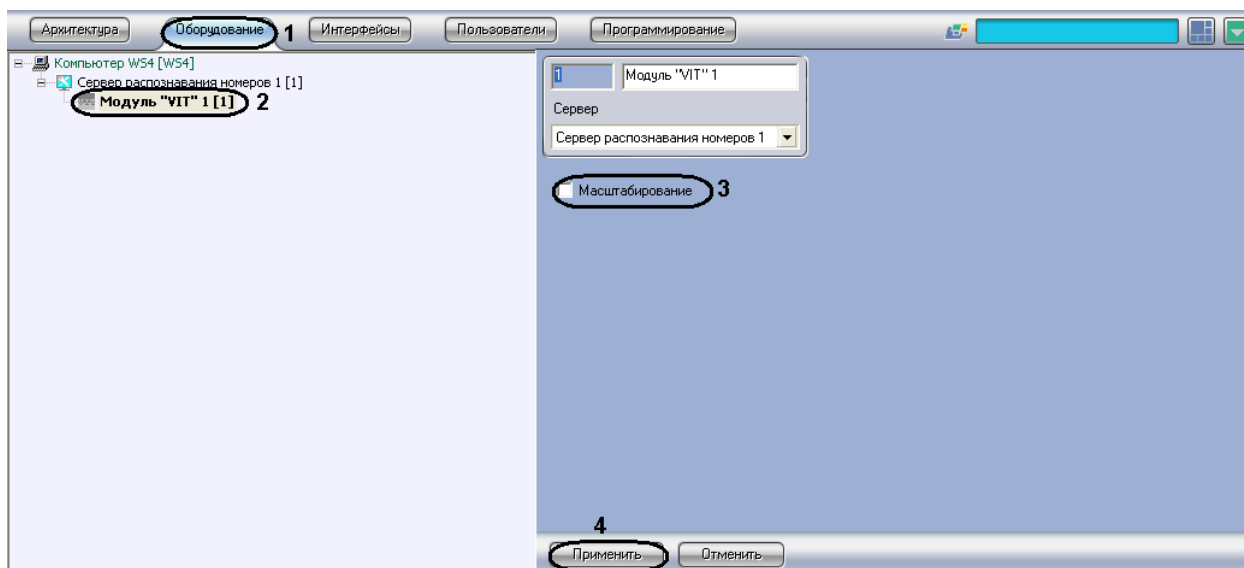 Архитектура Оборудование 1 Интерфейсы Пользователи Программирование
Компьютер WS4 [WS4]
Сервер распознавания номеров 1 [1]
Модуль "VIT" 1 [1] 2
1 Модуль "VIT" 1
Сервер
Сервер распознавания номеров 1
Масштабирование 3
4
Применить Отменить